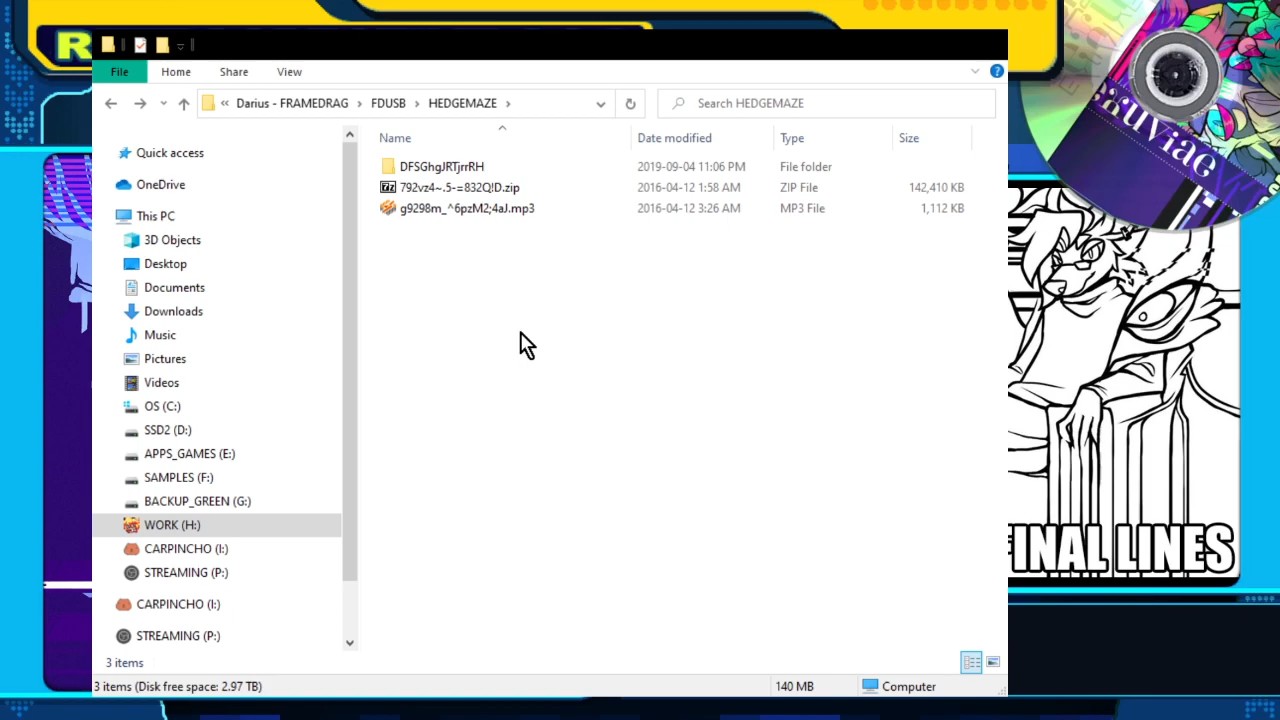 R
File
Home
Share
View
« Darius - FRAMEDRAG > FDUSB > HEDGEMAZE >
Search HEDGEMAZE
Name
Date modified
Type
Size
DFSGhgJRTjrrRH
2019-09-04 11:06 PM
File folder
792vz4~.5-=832Q!D.zip
2016-04-12 1:58 AM
ZIP File
142,410 KB
g9298m_^6pzM2;4aJ.mp3
2016-04-12 3:26 AM
MP3 File
1,112 KB
Quick access
OneDrive
This PC
3D Objects
Desktop
Documents
Downloads
Music
Pictures
Videos
OS (C:)
SSD2 (D:)
APPS_GAMES (E:)
SAMPLES (F:)
BACKUP_GREEN (G:)
WORK (H:)
CARPINCHO (I:)
STREAMING (P:)
CARPINCHO (I:)
STREAMING (P:)
3 items
3 items (Disk free space: 2.97 TB)
140 MB
Computer
FINAL LINES